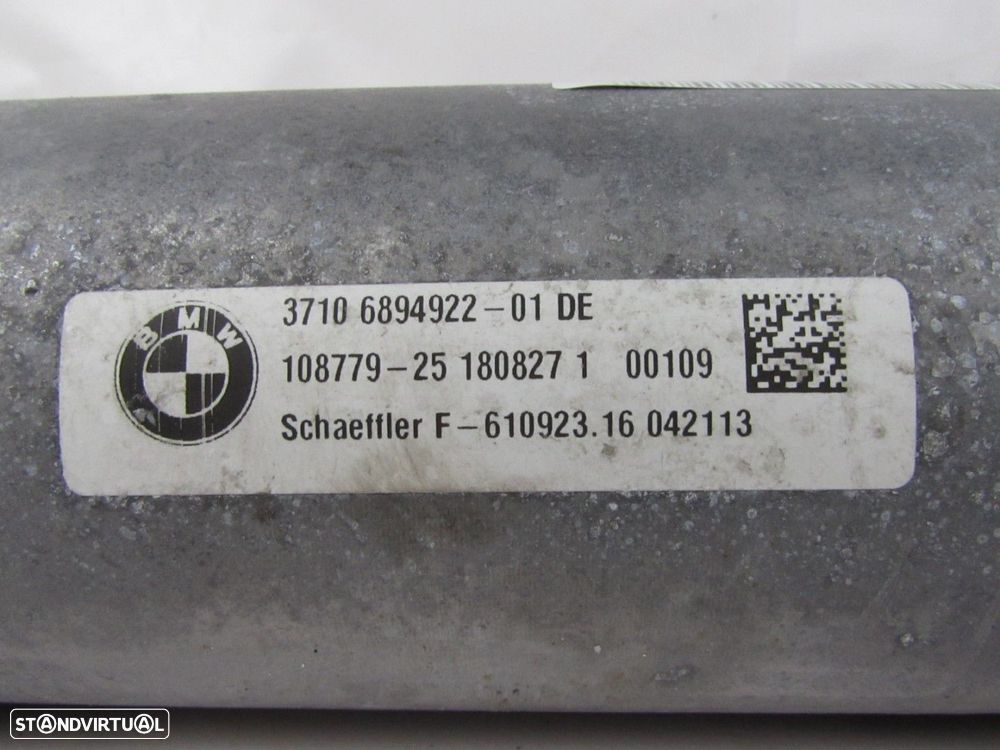 BMW
3710 6894922-01 DE
108779-25 180827 1 00109
Schaeffler F-610923.16 042113
STANDVIRTUAL